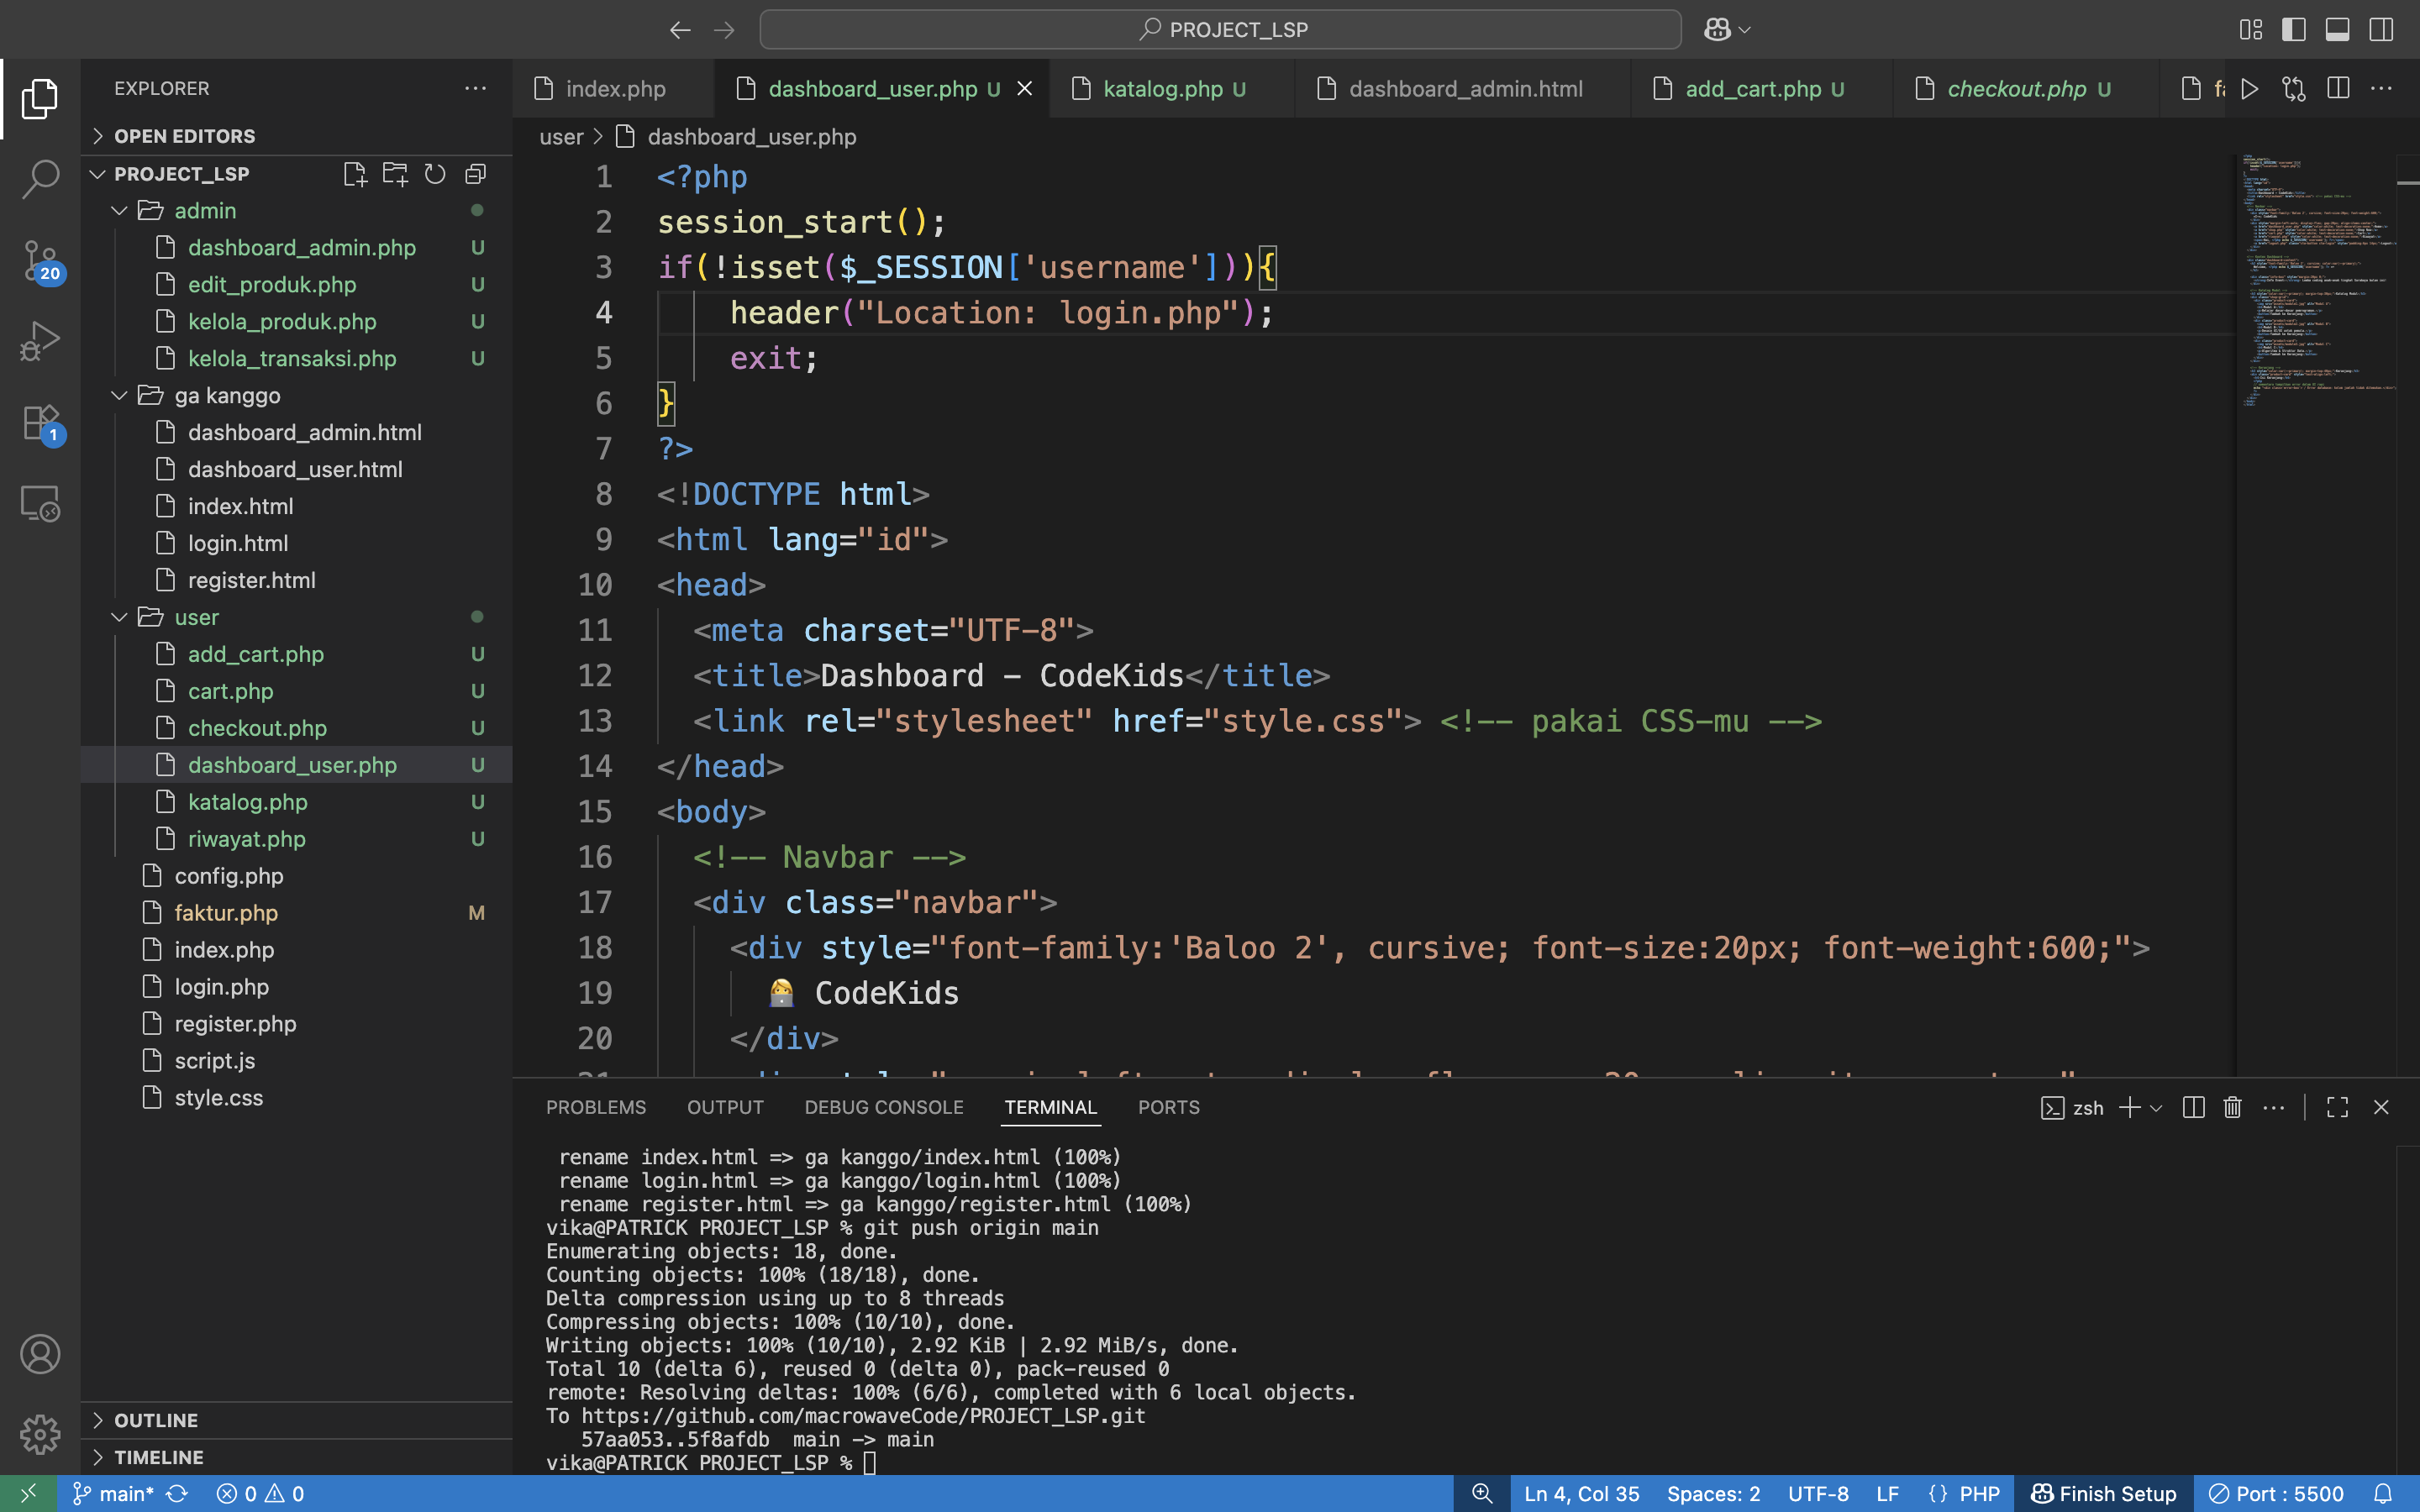 PROJECT_LSP
EXPLORER
OPEN EDITORS
PROJECT_LSP
admin
dashboard_admin.php U
edit_produk.php U
kelola_produk.php U
kelola_transaksi.php U
ga kanggo
dashboard_admin.html
dashboard_user.html
index.html
login.html
register.html
user
add_cart.php U
cart.php U
checkout.php U
dashboard_user.php U
katalog.php U
riwayat.php U
config.php
faktur.php M
index.php
login.php
register.php
script.js
style.css
OUTLINE
TIMELINE
20
1
index.php
dashboard_user.php U
katalog.php U
dashboard_admin.html
add_cart.php U
checkout.php U
user > dashboard_user.php
1 <?php
2 session_start();
3 if(!isset($_SESSION['username'])){
4 header("Location: login.php");
5 exit;
6 }
7 ?>
8 <!DOCTYPE html>
9 <html lang="id">
10 <head>
11 <meta charset="UTF-8">
12 <title>Dashboard - CodeKids</title>
13 <link rel="stylesheet" href="style.css"> <!-- pakai CSS-mu -->
14 </head>
15 <body>
16 <!-- Navbar -->
17 <div class="navbar">
18 <div style="font-family:'Baloo 2', cursive; font-size:20px; font-weight:600;">
19 👩‍💻 CodeKids
20 </div>
PROBLEMS OUTPUT DEBUG CONSOLE TERMINAL PORTS
zsh
rename index.html => ga kanggo/index.html (100%)
rename login.html => ga kanggo/login.html (100%)
rename register.html => ga kanggo/register.html (100%)
vika@PATRICK PROJECT_LSP % git push origin main
Enumerating objects: 18, done.
Counting objects: 100% (18/18), done.
Delta compression using up to 8 threads
Compressing objects: 100% (10/10), done.
Writing objects: 100% (10/10), 2.92 KiB | 2.92 MiB/s, done.
Total 10 (delta 6), reused 0 (delta 0), pack-reused 0
remote: Resolving deltas: 100% (6/6), completed with 6 local objects.
To https://github.com/macrowaveCode/PROJECT_LSP.git
57aa053..5f8afdb main -> main
vika@PATRICK PROJECT_LSP %
main* 0 0
Ln 4, Col 35 Spaces: 2 UTF-8 LF {} PHP Finish Setup Port : 5500